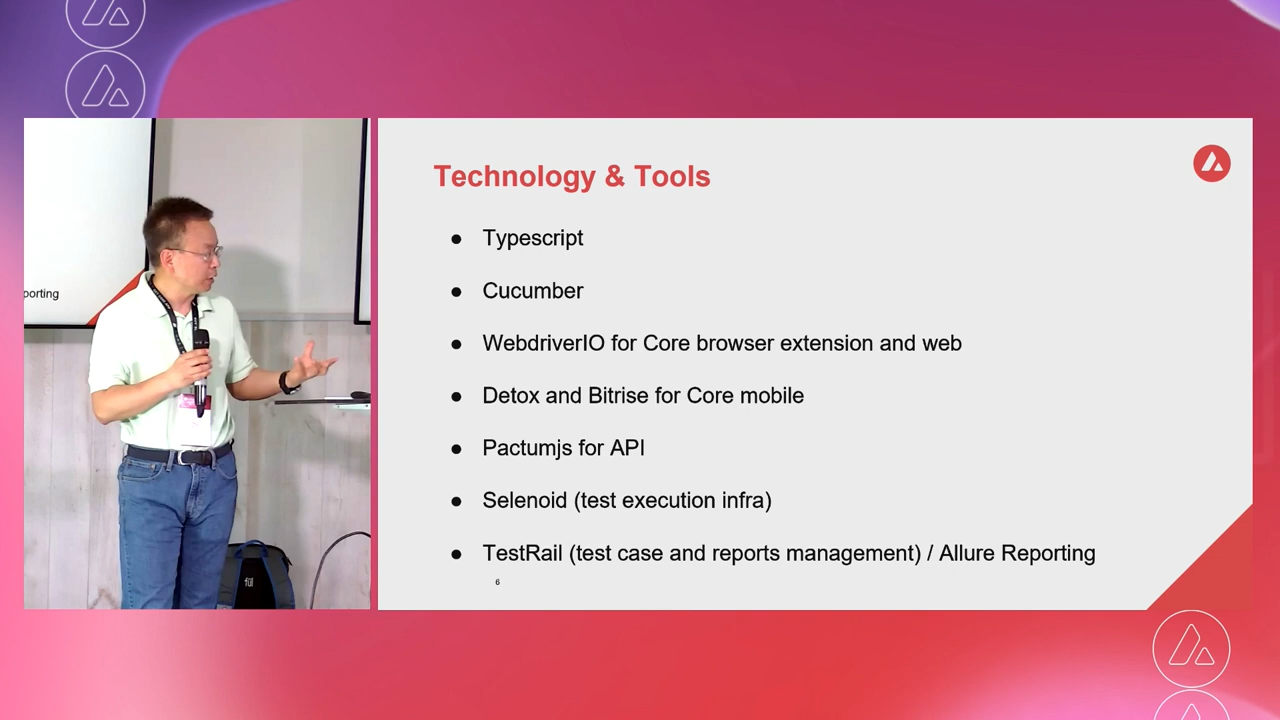 porting
fül
Technology & Tools
● Typescript
● Cucumber
● WebdriverIO for Core browser extension and web
● Detox and Bitrise for Core mobile
● Pactumjs for API
● Selenoid (test execution infra)
● TestRail (test case and reports management) / Allure Reporting
6